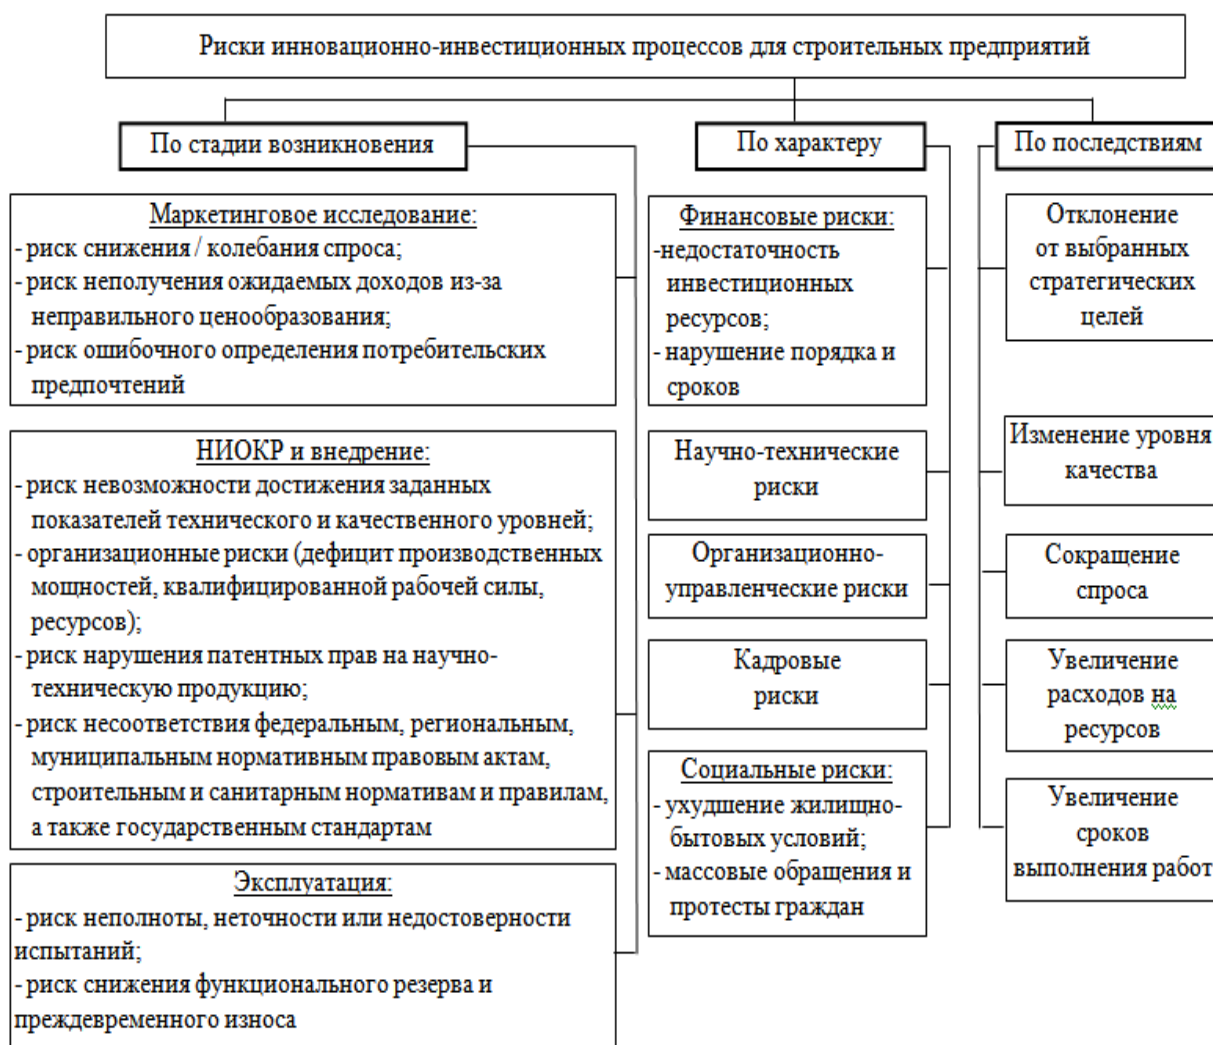 Риски инновационно-инвестиционных процессов для строительных предприятий
По стадии возникновения
По характеру
По последствиям
Маркетинговое исследование:
- риск снижения / колебания спроса;
- риск неполучения ожидаемых доходов из-за
неправильного ценообразования;
- риск ошибочного определения потребительских
предпочтений
НИОКР и внедрение:
- риск невозможности достижения заданных
показателей технического и качественного уровней;
- организационные риски (дефицит производственных
мощностей, квалифицированной рабочей силы,
ресурсов);
- риск нарушения патентных прав на научно-
техническую продукцию;
- риск несоответствия федеральным, региональным,
муниципальным нормативным правовым актам,
строительным и санитарным нормативам и правилам,
а также государственным стандартам
Эксплуатация:
- риск неполноты, неточности или недостоверности
испытаний;
- риск снижения функционального резерва и
преждевременного износа
Финансовые риски:
-недостаточность
инвестиционных
ресурсов;
- нарушение порядка и
сроков
Научно-технические
риски
Организационно-
управленческие риски
Кадровые
риски
Социальные риски:
- ухудшение жилищно-
бытовых условий;
- массовые обращения и
протесты граждан
Отклонение
от выбранных
стратегических
целей
Изменение уровня
качества
Сокращение
спроса
Увеличение
расходов на
ресурсов
Увеличение
сроков
выполнения работ